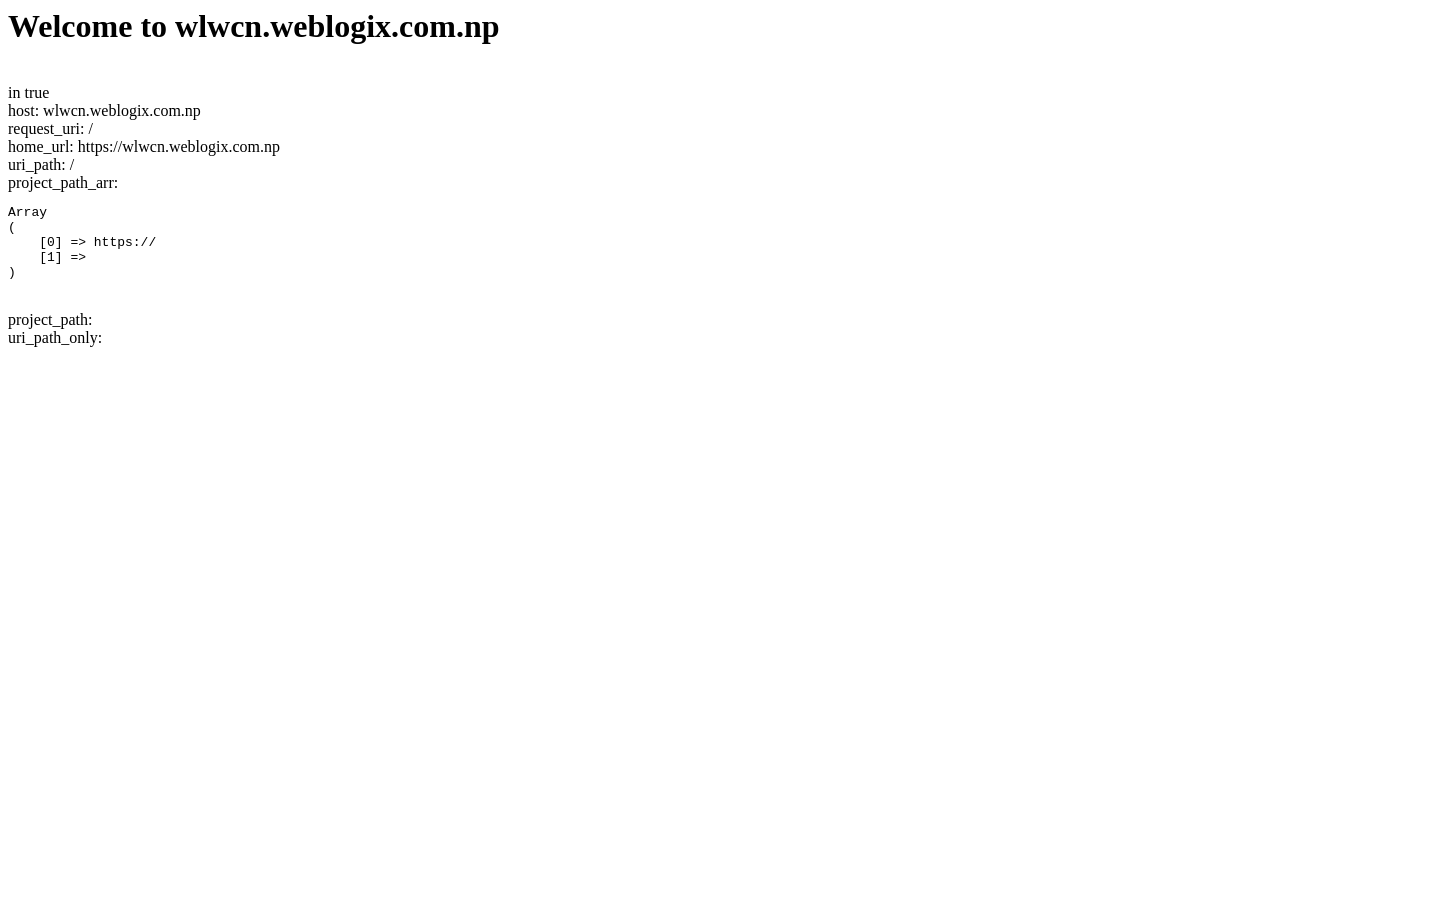 Welcome to wlwcn.weblogix.com.np
in true
host: wlwcn.weblogix.com.np
request_uri: /
home_url: https://wlwcn.weblogix.com.np
uri_path: /
project_path_arr:
Array
(
    [0] => https://
    [1] =>
)
project_path:
uri_path_only: